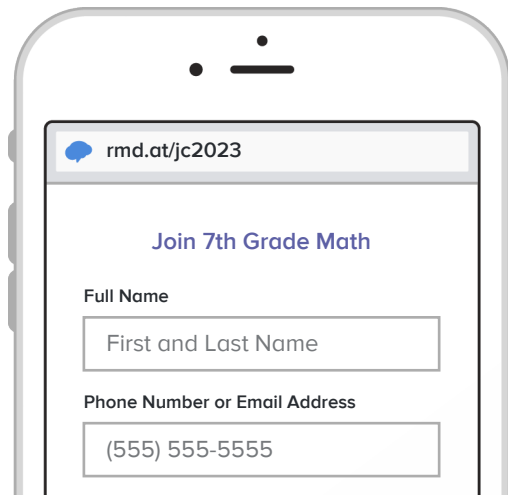 rmd.at/jc2023
Join 7th Grade Math
Full Name
First and Last Name
Phone Number or Email Address
(555) 555-5555